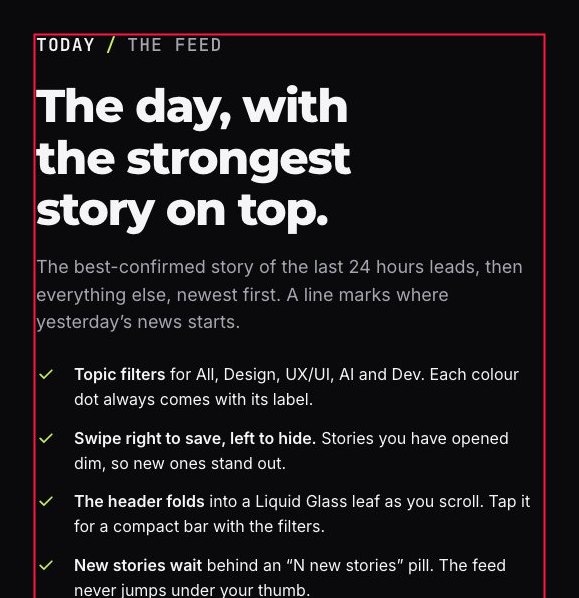 TODAY / THE FEED
The day, with
the strongest
story on top.
The best-confirmed story of the last 24 hours leads, then
everything else, newest first. A line marks where
yesterday’s news starts.
Topic filters for All, Design, UX/UI, AI and Dev. Each colour
dot always comes with its label.
Swipe right to save, left to hide. Stories you have opened
dim, so new ones stand out.
The header folds into a Liquid Glass leaf as you scroll. Tap it
for a compact bar with the filters.
New stories wait behind an “N new stories” pill. The feed
never jumps under your thumb.